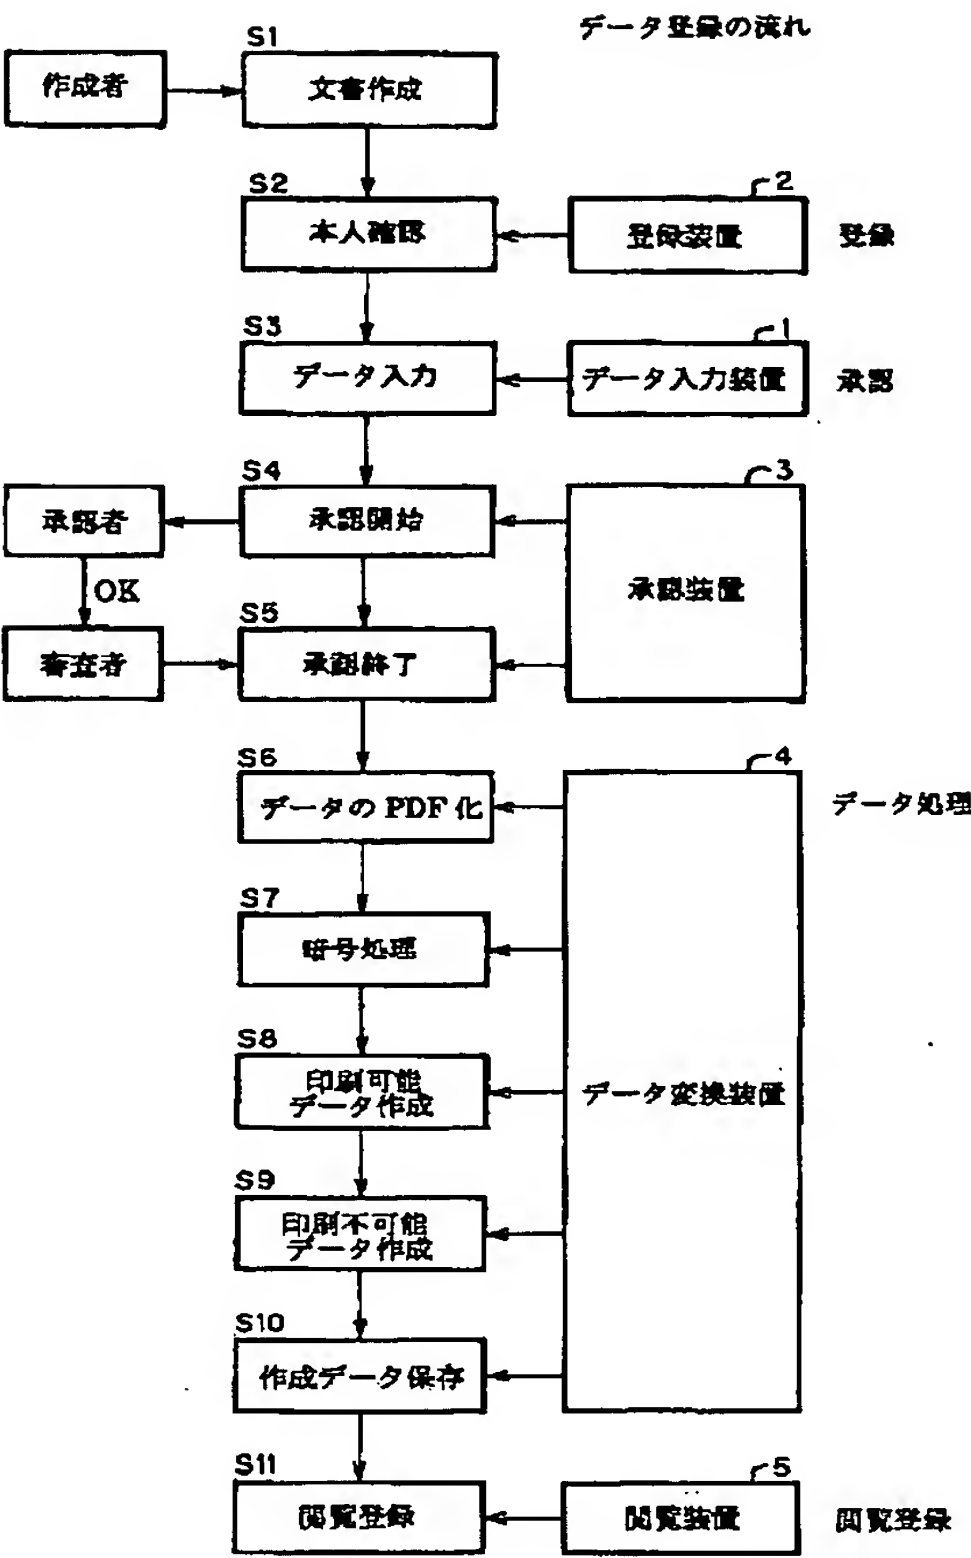 データ登録の流れ
S1
作成者
文書作成
S2
2
本人確認
登録装置
登録
S3
1
データ入力
データ入力装置
承認
S4
3
承認者
承認開始
承認装置
OK
S5
審査者
承認終了
S6
4
データのPDF化
データ処理
S7
暗号処理
S8
印刷可能
データ作成
データ変換装置
S9
印刷不可能
データ作成
S10
作成データ保存
S11
5
閲覧登録
閲覧装置
閲覧登録